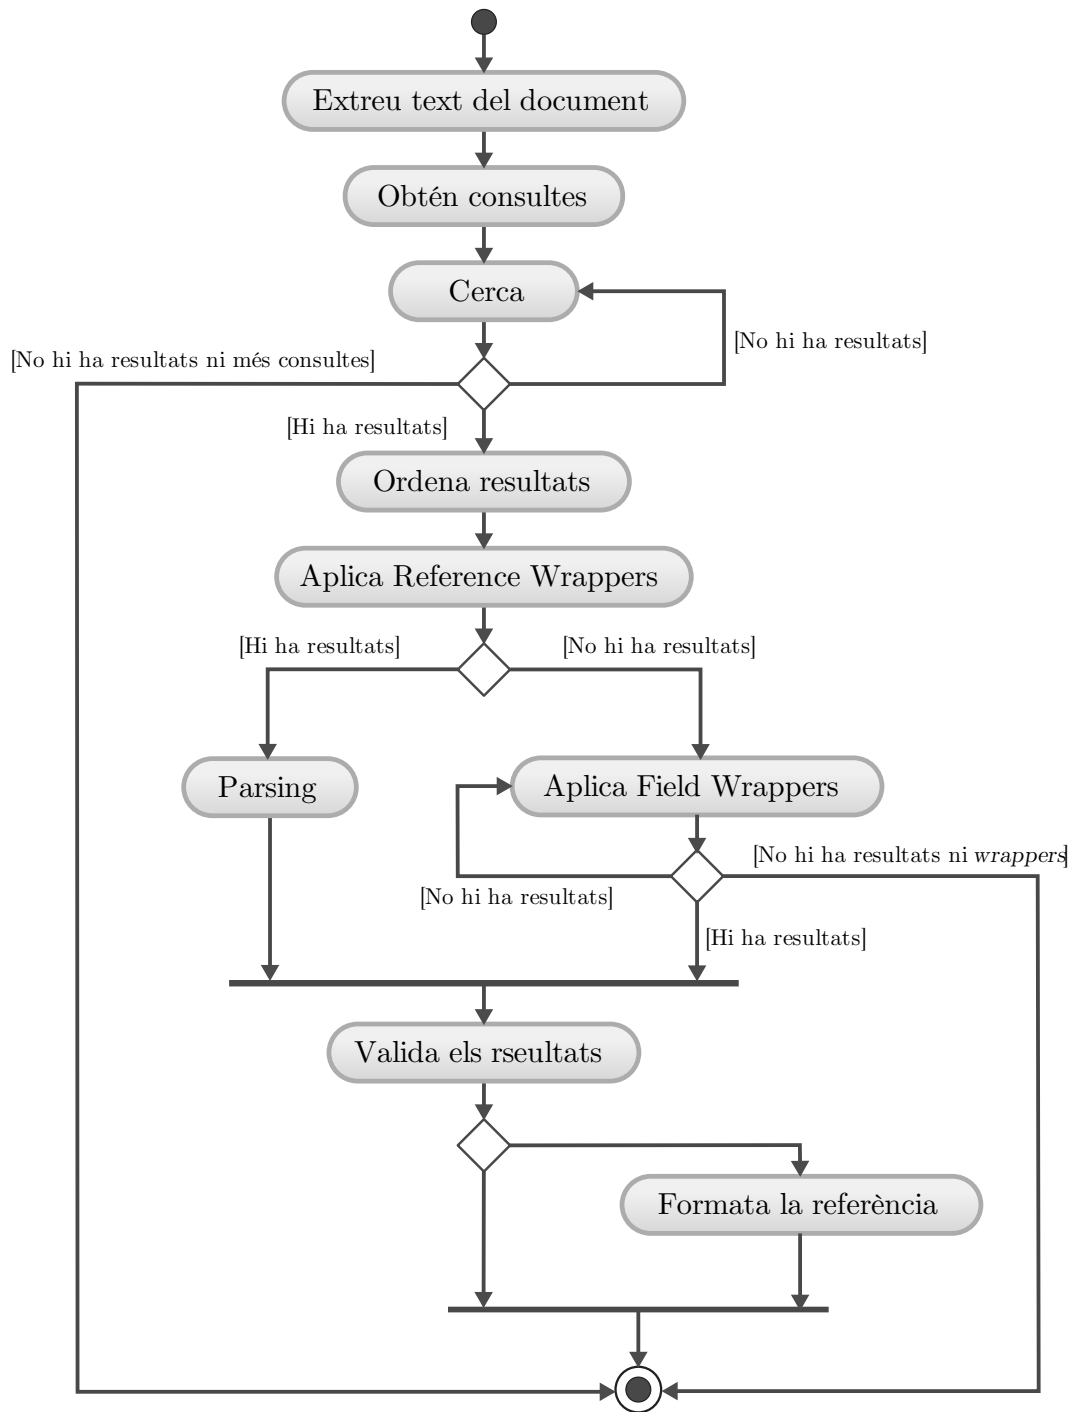 Extreu text del document
Obtén consultes
Cerca
[No hi ha resultats]
[No hi ha resultats ni més consultes]
[Hi ha resultats]
Ordena resultats
Aplica Reference Wrappers
[Hi ha resultats]
[No hi ha resultats]
Parsing
Aplica Field Wrappers
[No hi ha resultats ni wrappers]
[No hi ha resultats]
[Hi ha resultats]
Valida els rseultats
Formata la referència